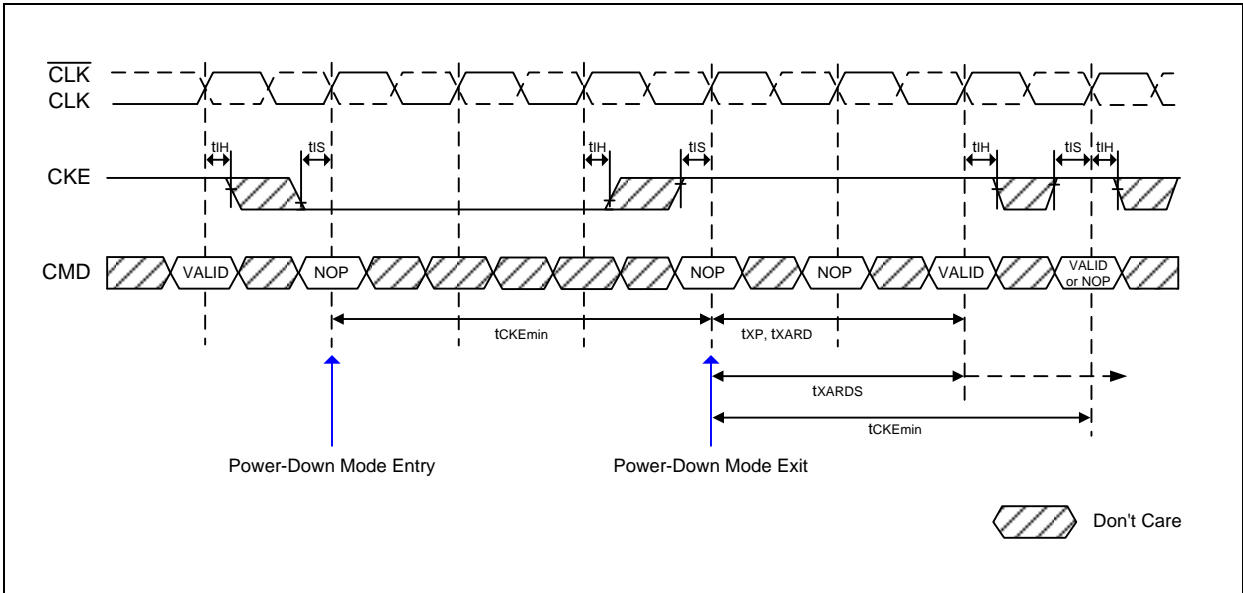 CLK
CLK
tIH tIS tIH tIS tIH tIS tIH
CKE
CMD VALID NOP NOP NOP VALID VALID or NOP
tCKEmin tXP, tXARD
tXARDS
tCKEmin
Power-Down Mode Entry Power-Down Mode Exit
Don't Care